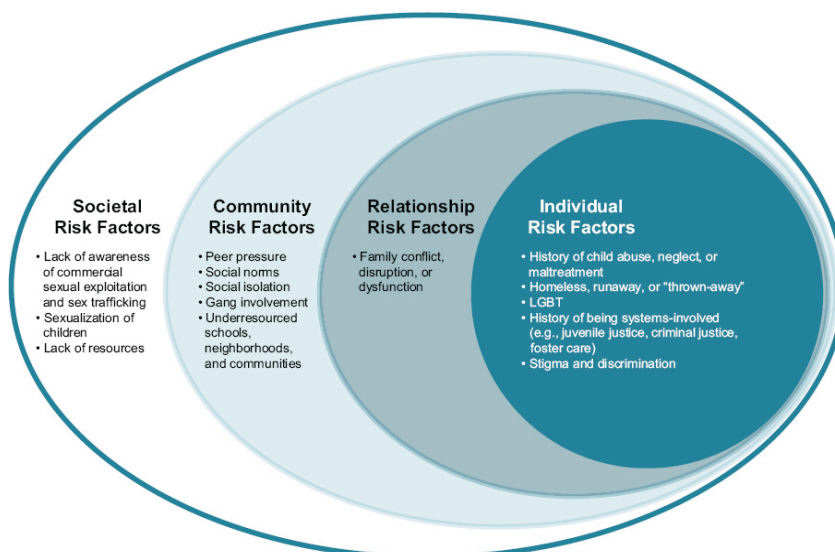 Societal
Risk Factors
• Lack of awareness
of commercial
sexual exploitation
and sex trafficking
• Sexualization of
children
• Lack of resources
Community
Risk Factors
• Peer pressure
• Social norms
• Social isolation
• Gang involvement
• Underresourced
schools,
neighborhoods,
and communities
Relationship
Risk Factors
• Family conflict,
disruption, or
dysfunction
Individual
Risk Factors
• History of child abuse, neglect, or
maltreatment
• Homeless, runaway, or “thrown-away”
• LGBT
• History of being systems-involved
(e.g., juvenile justice, criminal justice,
foster care)
• Stigma and discrimination